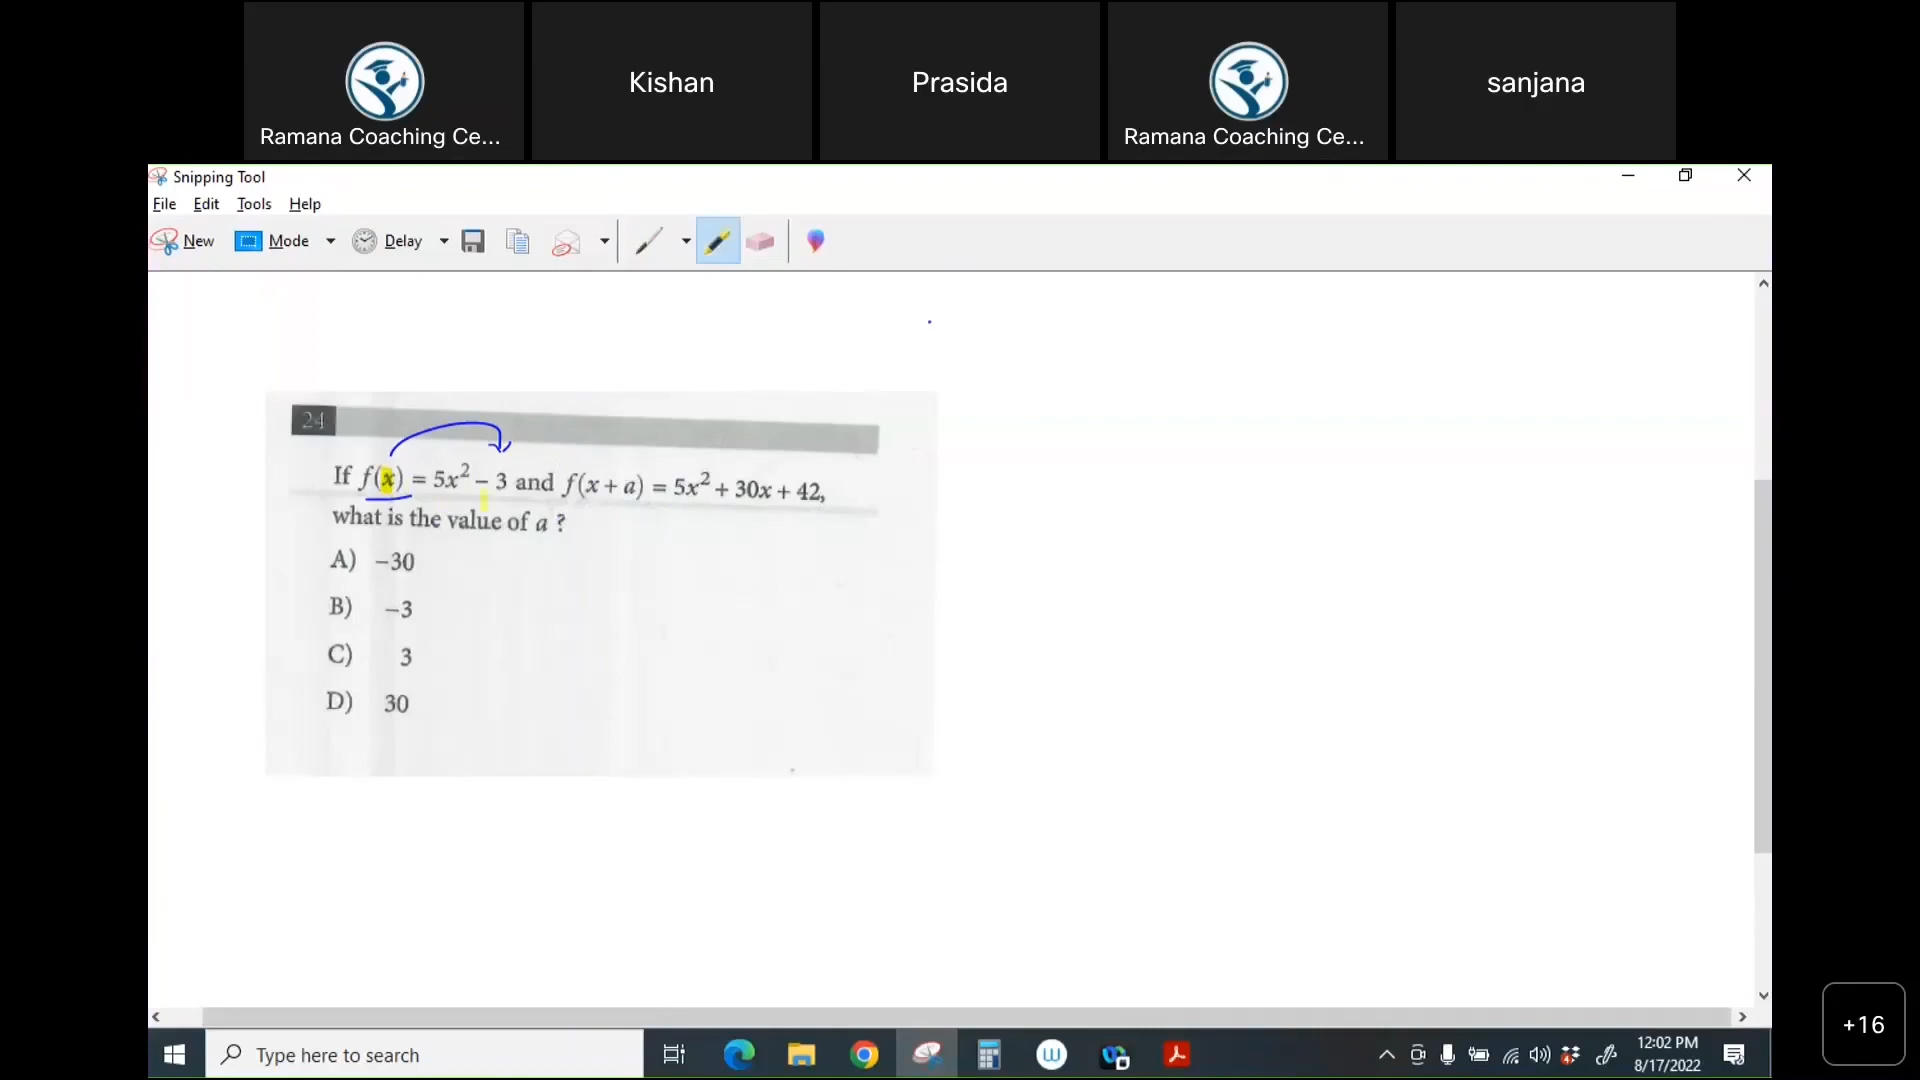 Ramana Coaching Ce...
Kishan
Prasida
Ramana Coaching Ce...
sanjana
Snipping Tool
File Edit Tools Help
New Mode Delay
24
If f(x) = 5x² – 3 and f(x + a) = 5x² + 30x + 42,
what is the value of a ?
A) –30
B) –3
C) 3
D) 30
+16
Type here to search
12:02 PM
8/17/2022